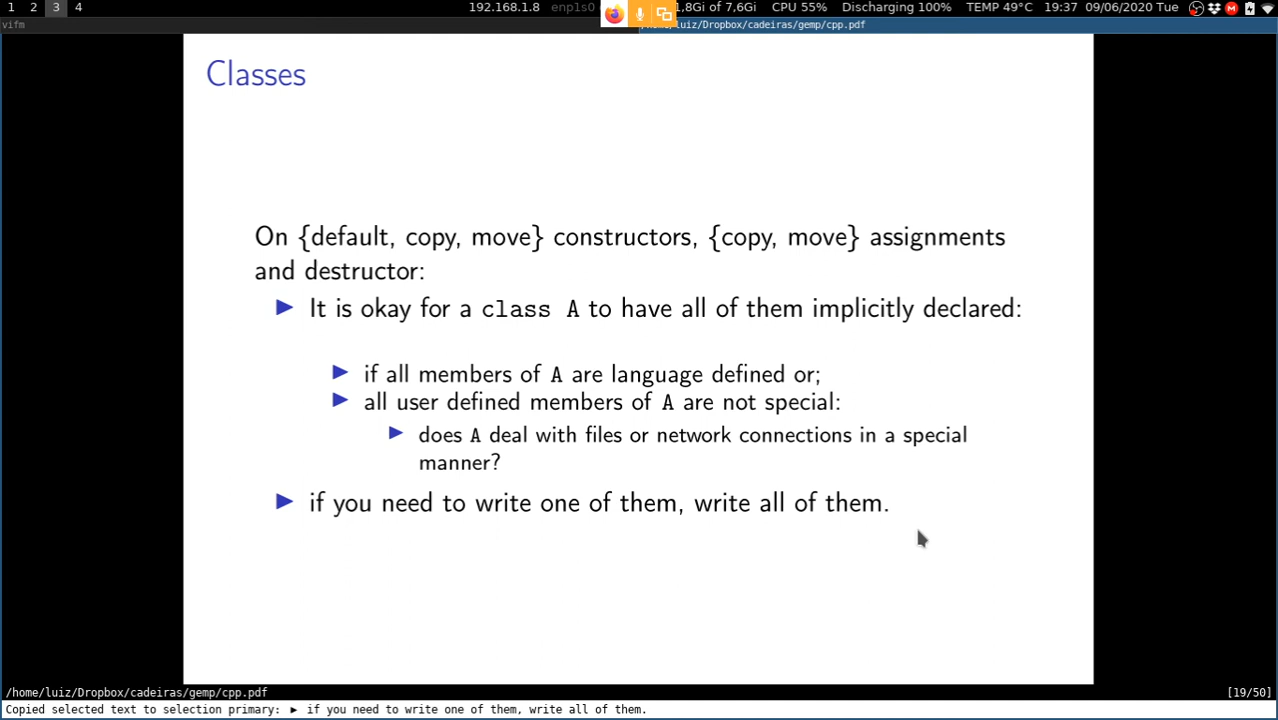 1 2 3 4 192.168.1.8 enp1s0 1,8Gi of 7,6Gi CPU 55% Discharging 100% TEMP 49°C 19:37 09/06/2020 Tue
vifm /home/luiz/Dropbox/cadeiras/gemp/cpp.pdf
Classes
On {default, copy, move} constructors, {copy, move} assignments
and destructor:
▶ It is okay for a class A to have all of them implicitly declared:
▶ if all members of A are language defined or;
▶ all user defined members of A are not special:
▶ does A deal with files or network connections in a special
manner?
▶ if you need to write one of them, write all of them.
/home/luiz/Dropbox/cadeiras/gemp/cpp.pdf [19/50]
Copied selected text to selection primary: ▶ if you need to write one of them, write all of them.